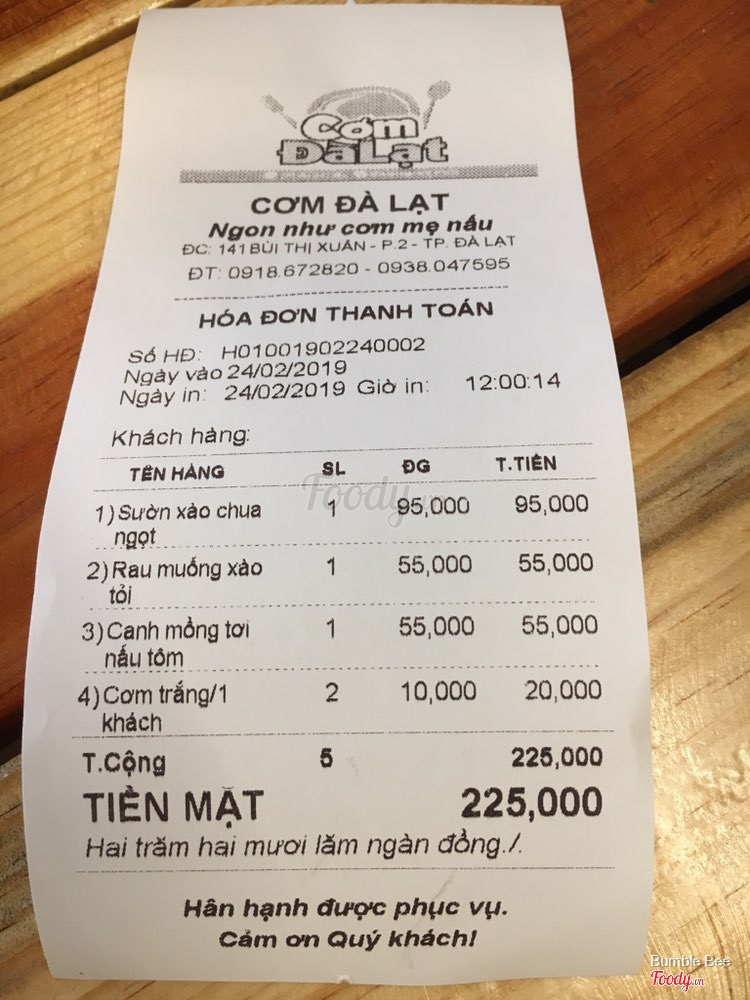 Cơm
ĐàLạt
CƠM ĐÀ LẠT
Ngon như cơm mẹ nấu
ĐC: 141 BÙI THỊ XUÂN - P.2 - TP. ĐÀ LẠT
ĐT: 0918.672820 - 0938.047595
HÓA ĐƠN THANH TOÁN
Số HĐ: H01001902240002
Ngày vào 24/02/2019
Ngày in: 24/02/2019 Giờ in: 12:00:14
Khách hàng:
TÊN HÀNG SL ĐG T.TIỀN
1) Sườn xào chua 1 95,000 95,000
ngọt
2) Rau muống xào 1 55,000 55,000
tỏi
3) Canh mồng tơi 1 55,000 55,000
nấu tôm
4) Cơm trắng/1 2 10,000 20,000
khách
T.Cộng 5 225,000
TIỀN MẶT 225,000
Hai trăm hai mươi lăm ngàn đồng./.
Hân hạnh được phục vụ.
Cảm ơn Quý khách!
Foody.vn
Bumble Bee
Foody.vn